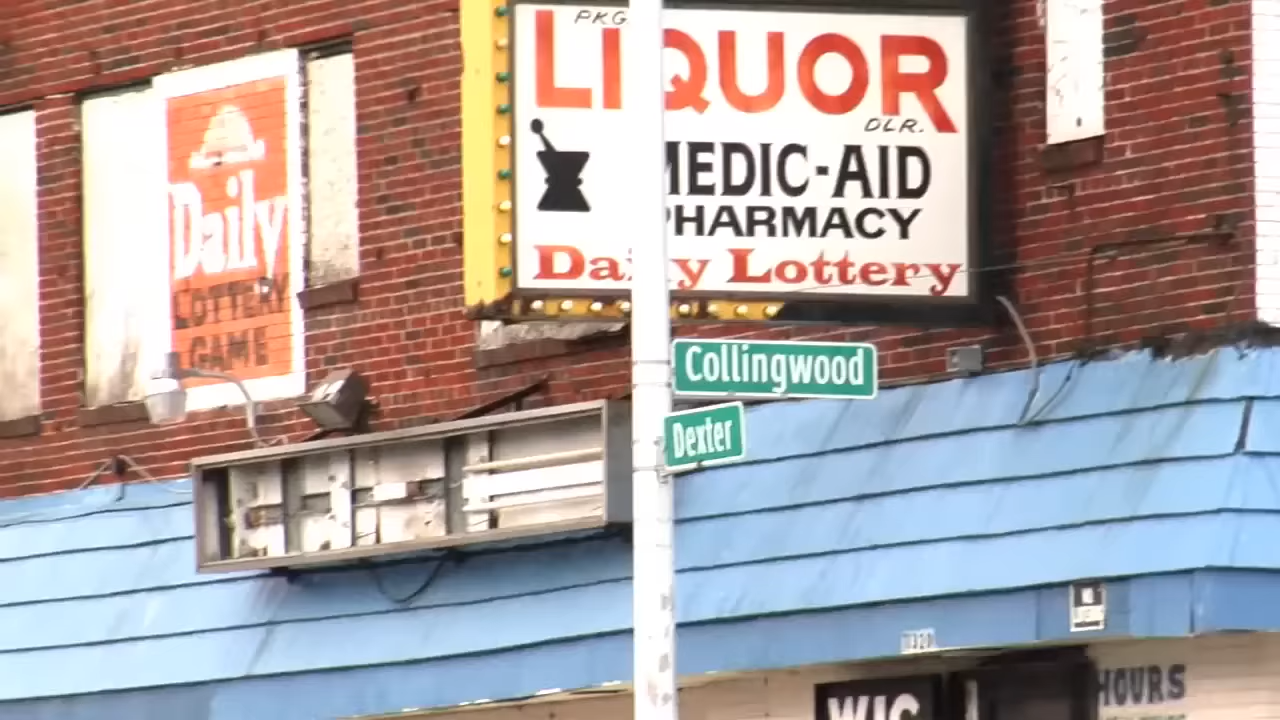 PKG.
LIQUOR
DLR.
MEDIC-AID
PHARMACY
Daily Lottery
Daily
LOTTERY
GAME
Collingwood
Dexter
WIC
HOURS